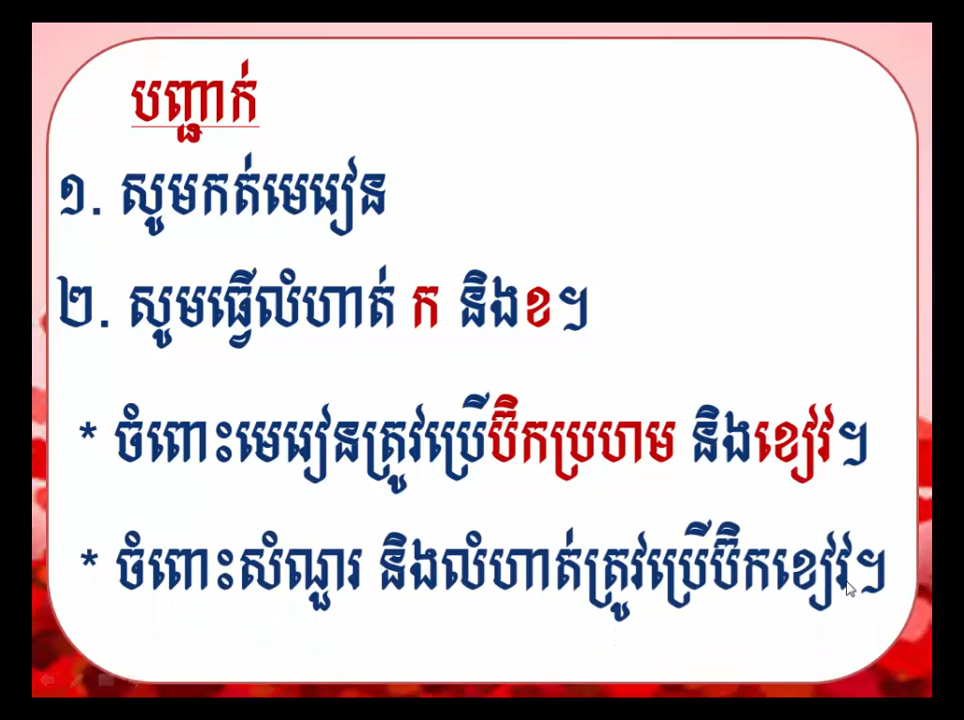 បញ្ជាក់
១. សូមកត់មេរៀន
២. សូមធ្វើលំហាត់ ក និងខ។
* ចំពោះមេរៀនត្រូវប្រើប៊ិកប្រហម និងខៀវ។
* ចំពោះសំណួរ និងលំហាត់ត្រូវប្រើប៊ិកខៀវ។